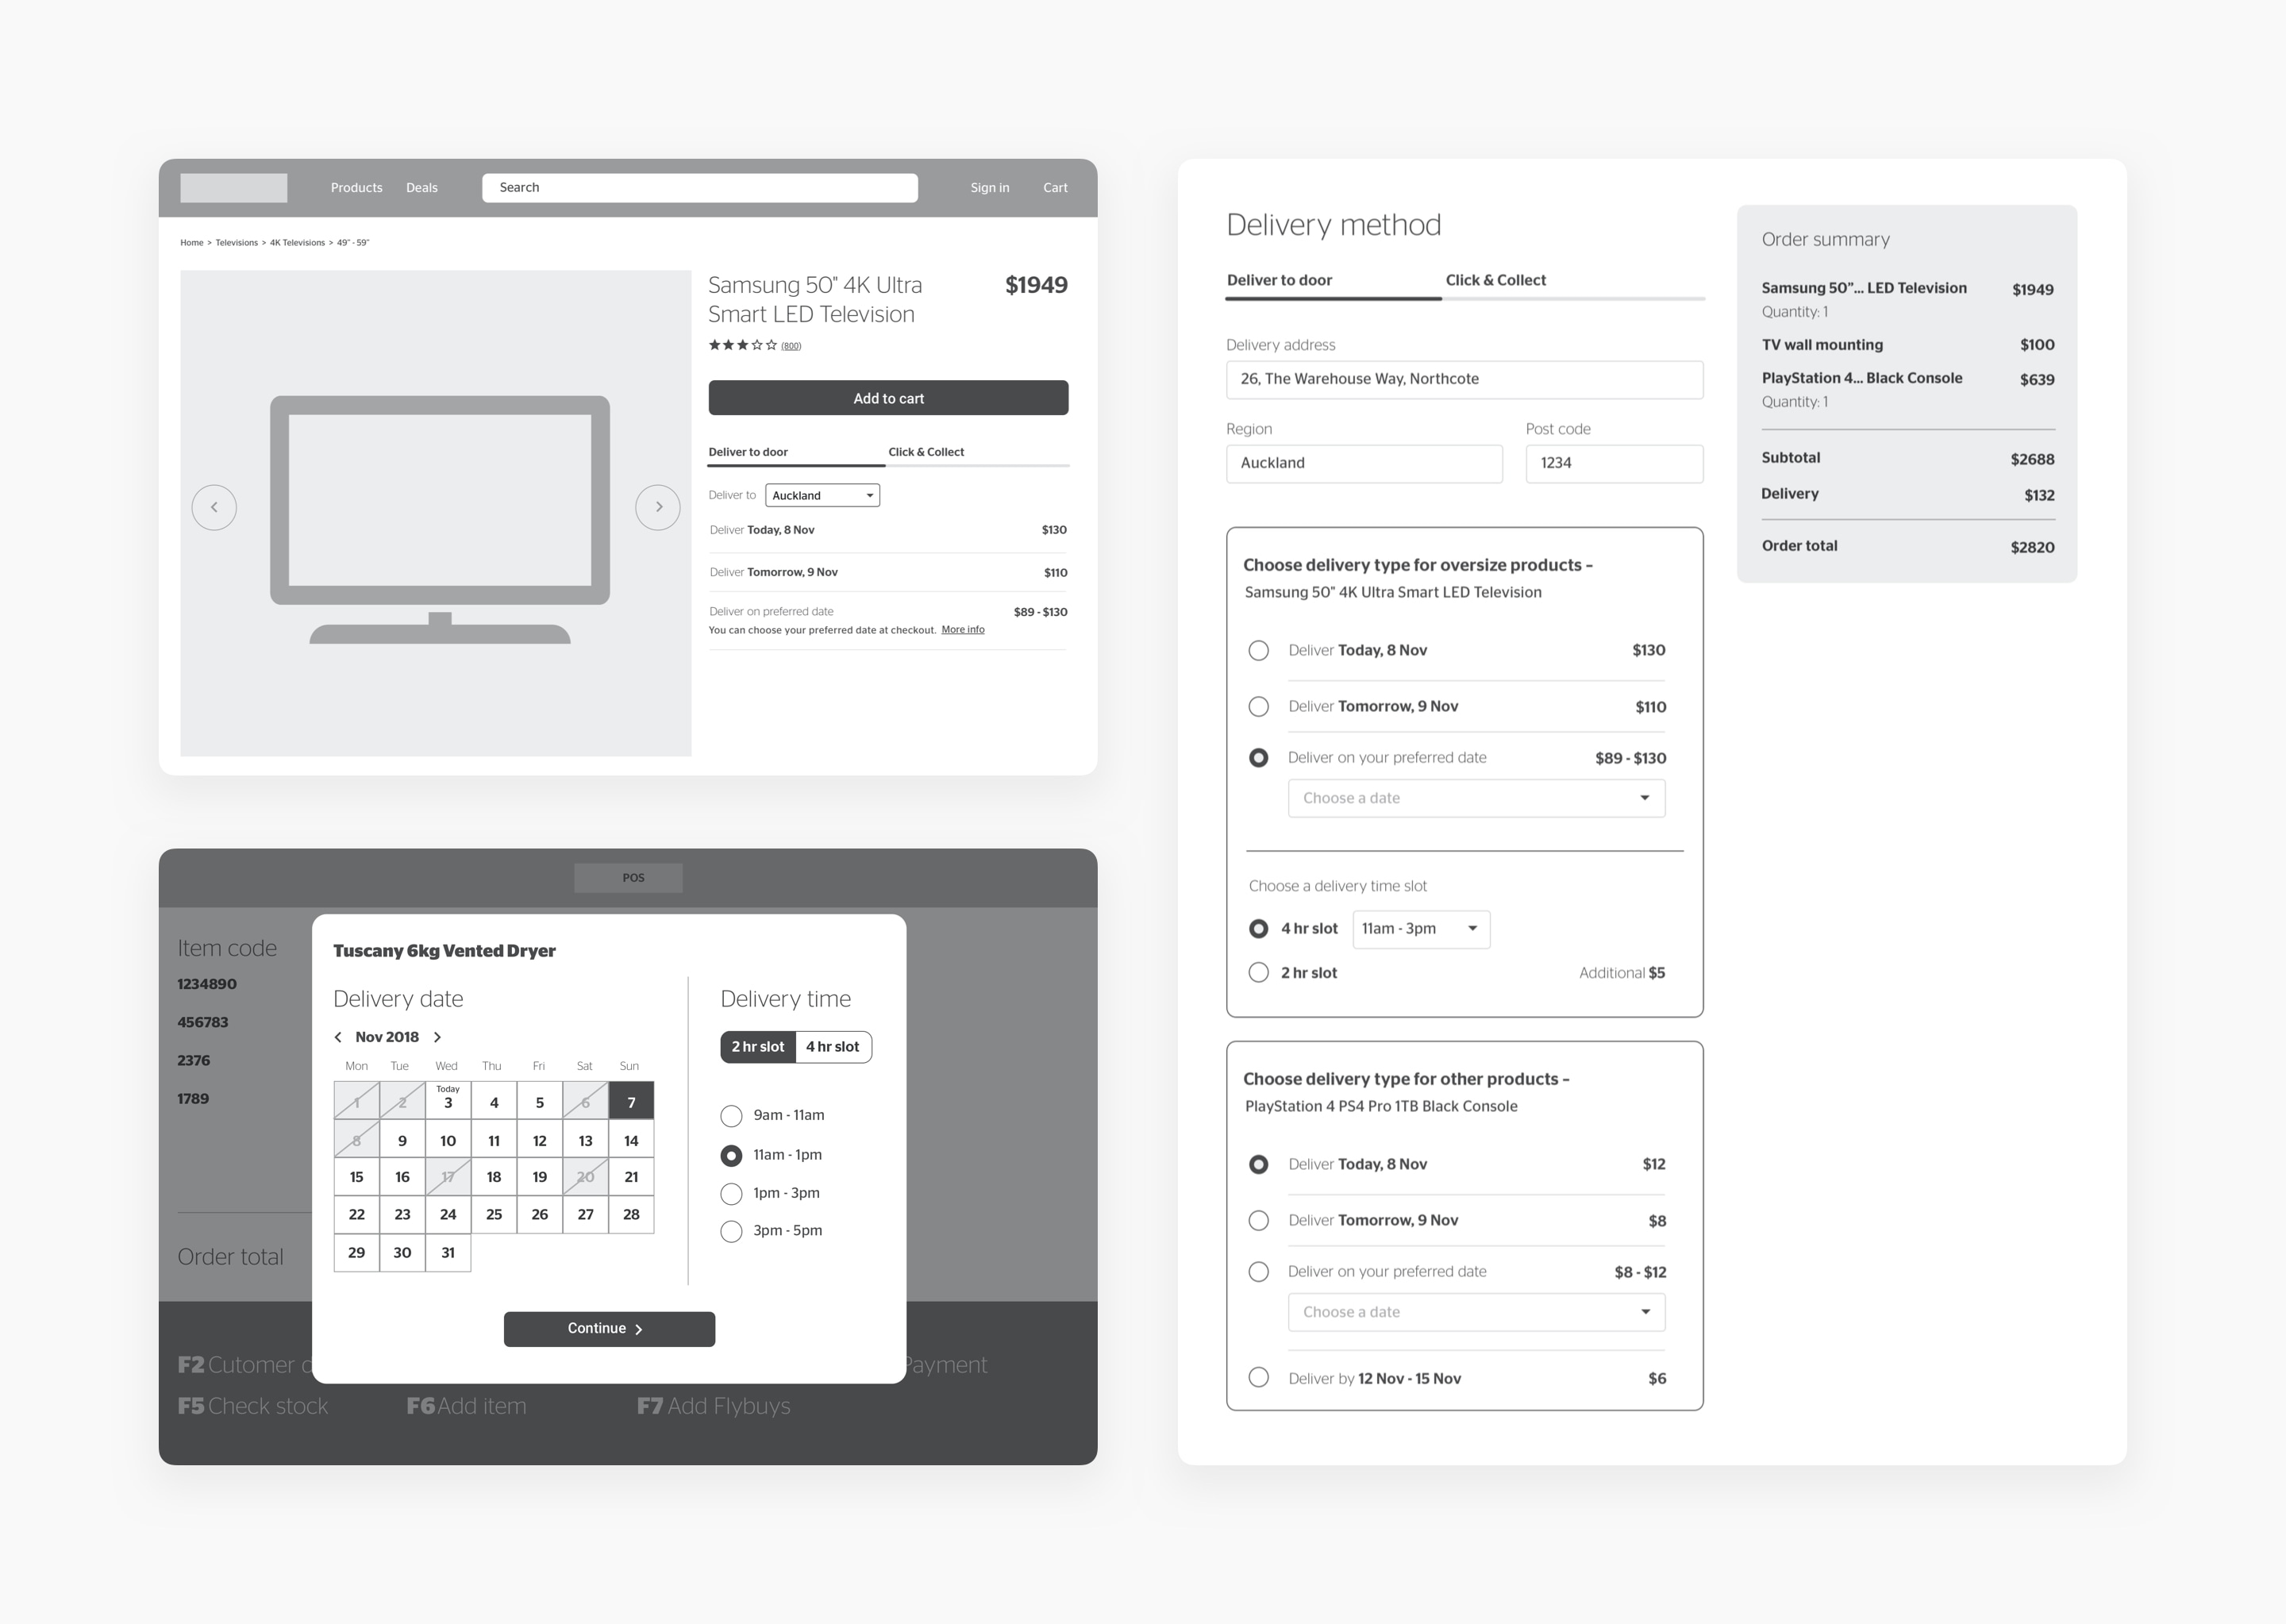 Products Deals Search Sign in Cart
Home > Televisions > 4K Televisions > 49" - 59"
Samsung 50" 4K Ultra $1949
Smart LED Television
(800)
Add to cart
Deliver to door Click & Collect
Deliver to Auckland
Deliver Today, 8 Nov $130
Deliver Tomorrow, 9 Nov $110
Deliver on preferred date $89 - $130
You can choose your preferred date at checkout. More info
POS
Item code
1234890
456783
2376
1789
Order total
Tuscany 6kg Vented Dryer
Delivery date
Nov 2018
Mon Tue Wed Thu Fri Sat Sun
Today
1 2 3 4 5 6 7
8 9 10 11 12 13 14
15 16 17 18 19 20 21
22 23 24 25 26 27 28
29 30 31
Delivery time
2 hr slot 4 hr slot
9am - 11am
11am - 1pm
1pm - 3pm
3pm - 5pm
Continue
F2 Cutomer Payment
F5 Check stock F6 Add item F7 Add Flybuys
Delivery method
Deliver to door Click & Collect
Delivery address
26, The Warehouse Way, Northcote
Region Post code
Auckland 1234
Choose delivery type for oversize products -
Samsung 50" 4K Ultra Smart LED Television
Deliver Today, 8 Nov $130
Deliver Tomorrow, 9 Nov $110
Deliver on your preferred date $89 - $130
Choose a date
Choose a delivery time slot
4 hr slot 11am - 3pm
2 hr slot Additional $5
Choose delivery type for other products -
PlayStation 4 PS4 Pro 1TB Black Console
Deliver Today, 8 Nov $12
Deliver Tomorrow, 9 Nov $8
Deliver on your preferred date $8 - $12
Choose a date
Deliver by 12 Nov - 15 Nov $6
Order summary
Samsung 50"... LED Television $1949
Quantity: 1
TV wall mounting $100
PlayStation 4... Black Console $639
Quantity: 1
Subtotal $2688
Delivery $132
Order total $2820